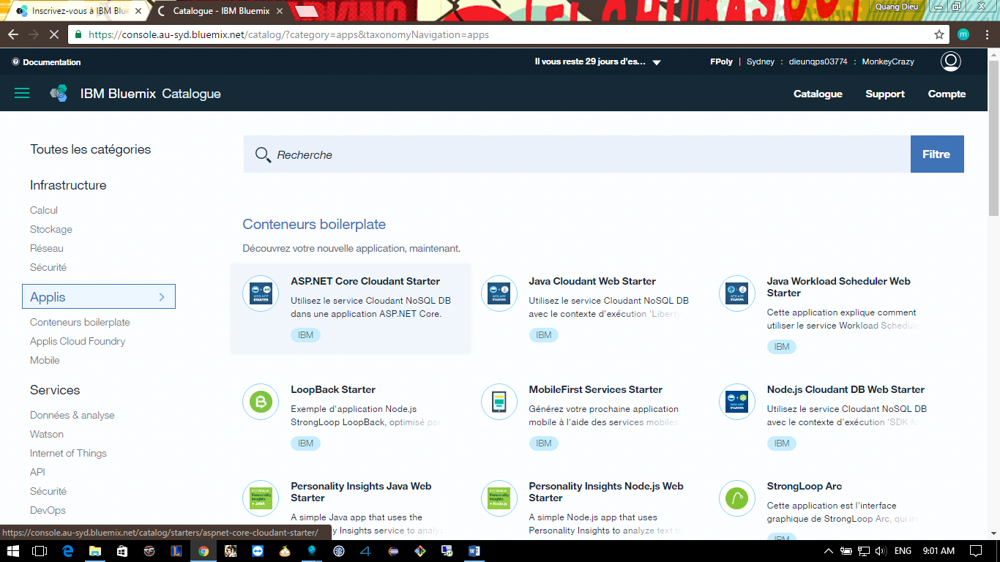 Inscrivez-vous à IBM Blu
Catalogue - IBM Bluemix
Quang Dieu
https://console.au-syd.bluemix.net/catalog/?category=apps&taxonomyNavigation=apps
m
Documentation
Il vous reste 29 jours d'es...
FPoly | Sydney : dieunqps03774 : MonkeyCrazy
IBM Bluemix Catalogue
Catalogue
Support
Compte
Toutes les catégories
Infrastructure
Calcul
Stockage
Réseau
Sécurité
Applis
Conteneurs boilerplate
Applis Cloud Foundry
Mobile
Services
Données & analyse
Watson
Internet of Things
API
Sécurité
DevOps
Recherche
Filtre
Conteneurs boilerplate
Découvrez votre nouvelle application, maintenant.
ASP.NET Core Cloudant Starter
Utilisez le service Cloudant NoSQL DB
dans une application ASP.NET Core.
IBM
Java Cloudant Web Starter
Utilisez le service Cloudant NoSQL DB
avec le contexte d'exécution 'Liberty
IBM
Java Workload Scheduler Web
Starter
Cette application explique comment
utiliser le service Workload Schedule
IBM
LoopBack Starter
Exemple d'application Node.js
StrongLoop LoopBack, optimisé par
IBM
MobileFirst Services Starter
Générez votre prochaine application
mobile à l'aide des services mobiles
IBM
Node.js Cloudant DB Web Starter
Utilisez le service Cloudant NoSQL DB
avec le contexte d'exécution 'SDK fo
IBM
Personality Insights Java Web
Starter
A simple Java app that uses the
Insights service to analyz
Personality Insights Node.js Web
Starter
A simple Node.js app that uses
Personality Insights to analyze text to
StrongLoop Arc
Cette application est l'interface
graphique de StrongLoop Arc, qui in
IBM
https://console.au-syd.bluemix.net/catalog/starters/aspnet-core-cloudant-starter/
ENG
9:01 AM